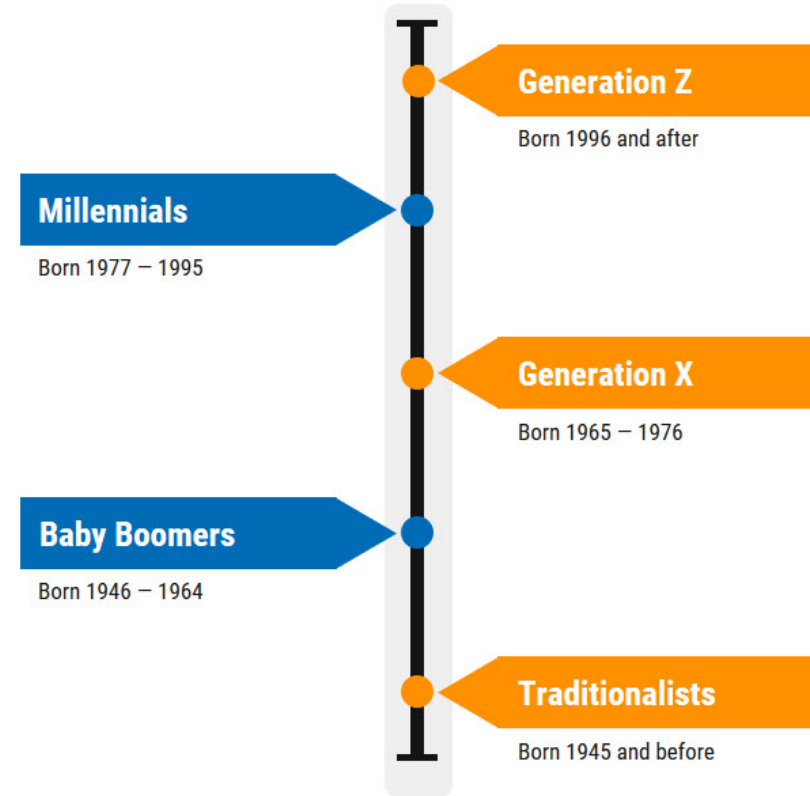 Generation Z
Born 1996 and after
Millennials
Born 1977 – 1995
Generation X
Born 1965 – 1976
Baby Boomers
Born 1946 – 1964
Traditionalists
Born 1945 and before